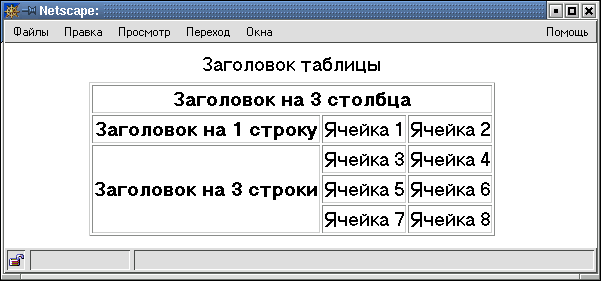 Netscape:
Файлы Правка Просмотр Переход Окна Помощь
Заголовок таблицы
Заголовок на 3 столбца
Заголовок на 1 строку Ячейка 1 Ячейка 2
Ячейка 3 Ячейка 4
Заголовок на 3 строки Ячейка 5 Ячейка 6
Ячейка 7 Ячейка 8